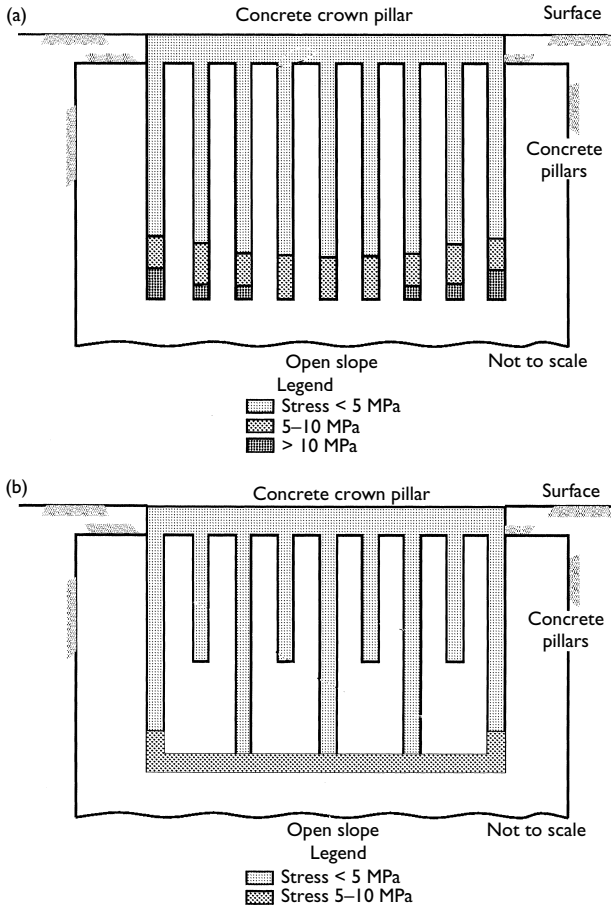 (a)
Concrete crown pillar
Surface
Concrete
pillars
Open slope
Not to scale
Legend
Stress < 5 MPa
5–10 MPa
> 10 MPa
(b)
Concrete crown pillar
Surface
Concrete
pillars
Open slope
Not to scale
Legend
Stress < 5 MPa
Stress 5–10 MPa